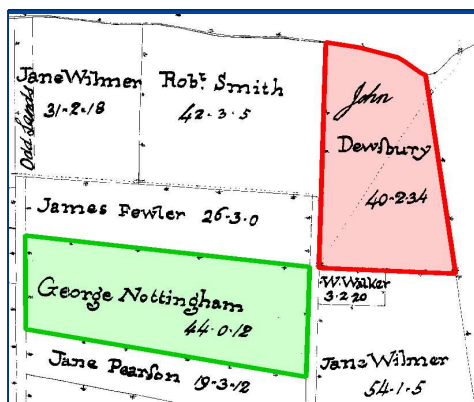 Jane Wilmer
31-2-18
Odd Lands
Robt. Smith
42-3-5
John
Dewsbury
40-2-34
James Fewler 26-3-0
George Nottingham
44-0-12
W. Walker
3-2-20
Jane Pearson 19-3-12
Jane Wilmer
54-1-5